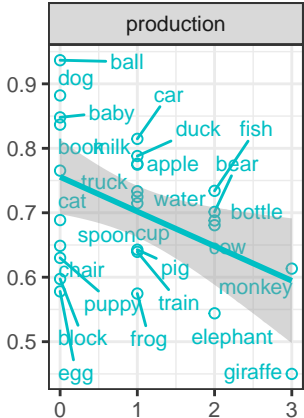 production
ball
dog
0.9
baby
car
duck
fish
book
milk
0.8
apple
bear
truck
water
bottle
cat
0.7
spoon
cup
cow
chair
pig
monkey
0.6
puppy
train
block
frog
elephant
0.5
egg
giraffe
0
1
2
3